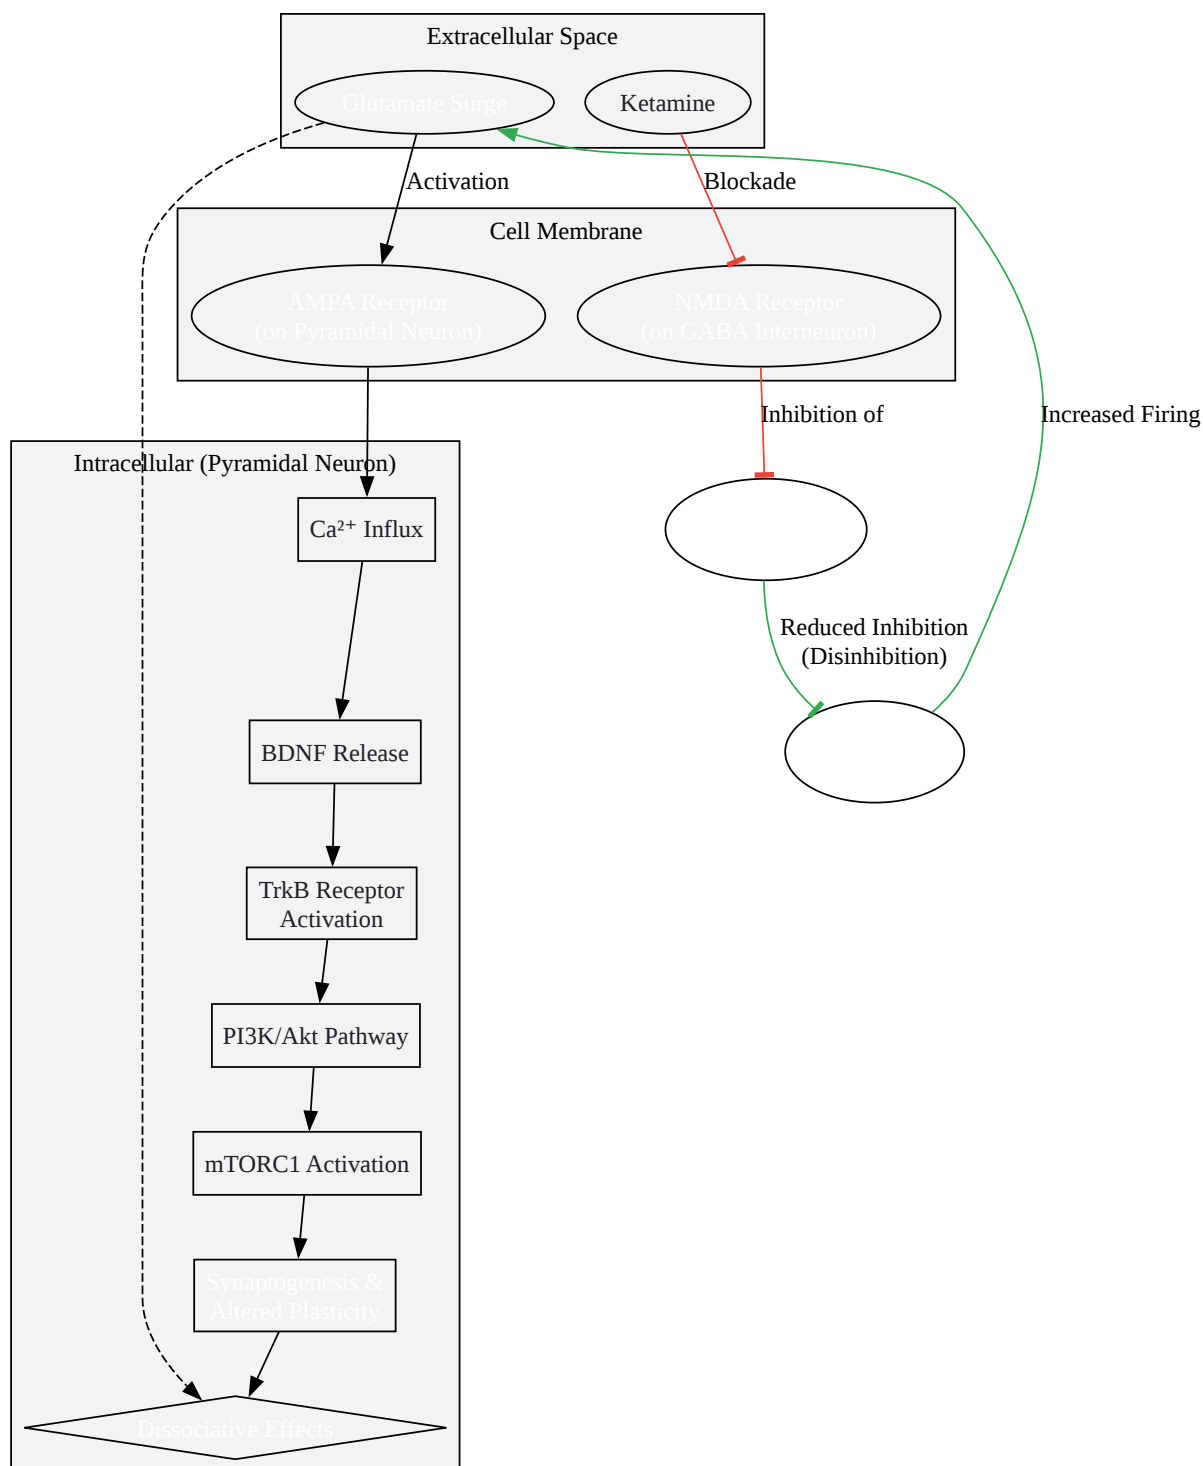 Extracellular Space
Glutamate Surge
Ketamine
Activation
Blockade
Cell Membrane
AMPA Receptor
(on Pyramidal Neuron)
NMDA Receptor
(on GABA Interneuron)
Inhibition of
Increased Firing
Intracellular (Pyramidal Neuron)
Ca²⁺ Influx
Reduced Inhibition
(Disinhibition)
BDNF Release
TrkB Receptor
Activation
PI3K/Akt Pathway
mTORC1 Activation
Synaptogenesis &
Altered Plasticity
Dissociative Effects